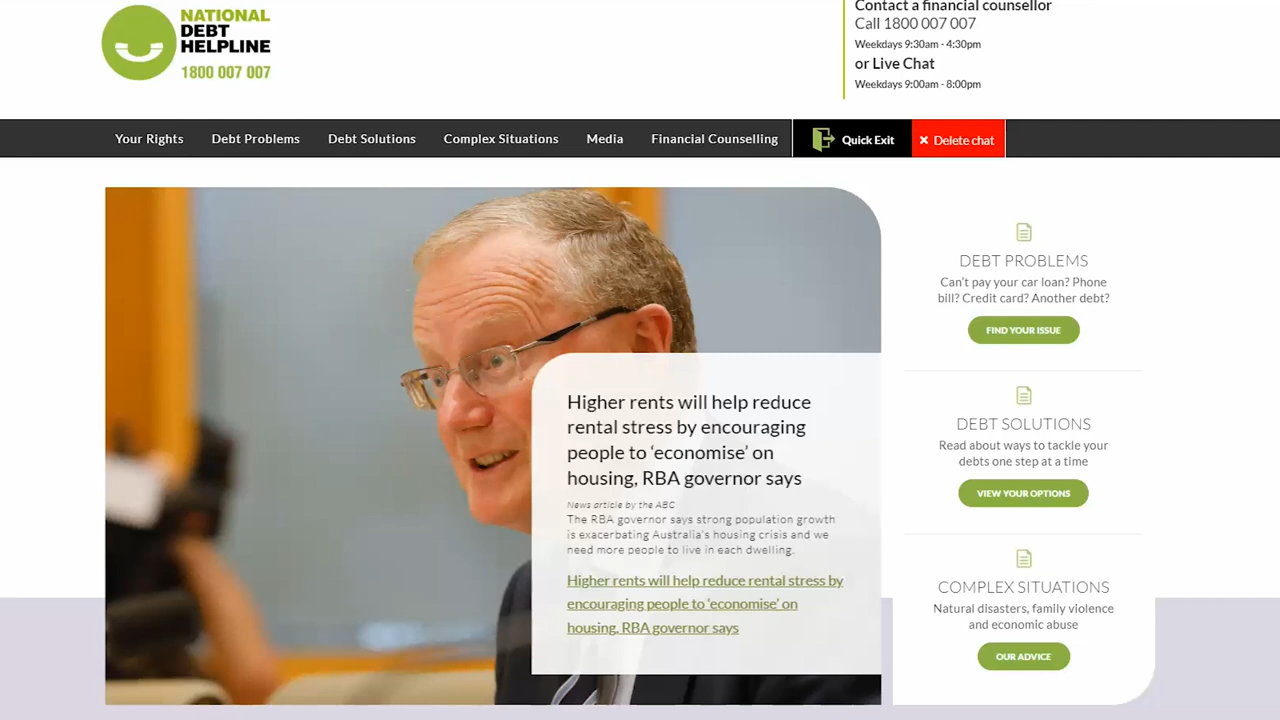 NATIONAL
DEBT
HELPLINE
1800 007 007
Contact a financial counsellor
Call 1800 007 007
Weekdays 9:30am - 4:30pm
or Live Chat
Weekdays 9:00am - 8:00pm
Your Rights Debt Problems Debt Solutions Complex Situations Media Financial Counselling Quick Exit × Delete chat
Higher rents will help reduce
rental stress by encouraging
people to ‘economise’ on
housing, RBA governor says
News article by the ABC
The RBA governor says strong population growth
is exacerbating Australia's housing crisis and we
need more people to live in each dwelling.
Higher rents will help reduce rental stress by
encouraging people to ‘economise’ on
housing, RBA governor says
DEBT PROBLEMS
Can't pay your car loan? Phone
bill? Credit card? Another debt?
FIND YOUR ISSUE
DEBT SOLUTIONS
Read about ways to tackle your
debts one step at a time
VIEW YOUR OPTIONS
COMPLEX SITUATIONS
Natural disasters, family violence
and economic abuse
OUR ADVICE